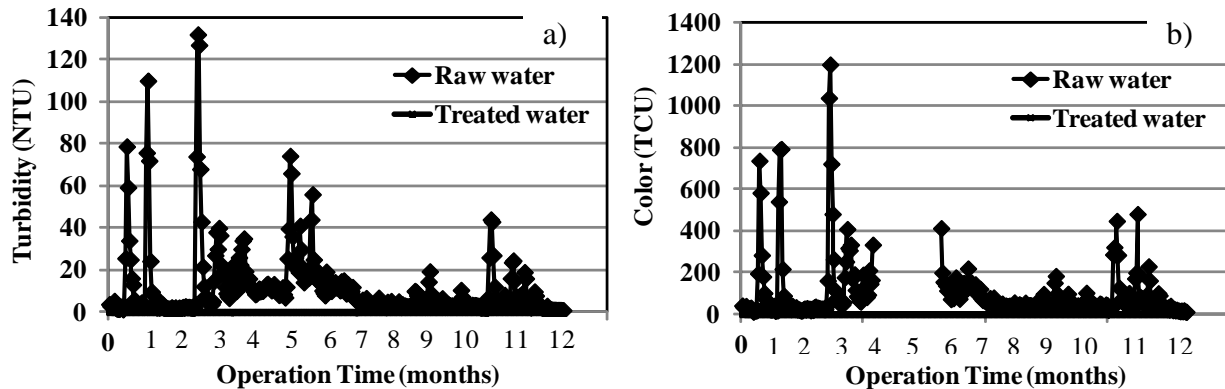 a)
Turbidity (NTU)
140
120
100
80
60
40
20
0
Raw water
Treated water
0 1 2 3 4 5 6 7 8 9 10 11 12
Operation Time (months)
b)
Color (TCU)
1400
1200
1000
800
600
400
200
0
Raw water
Treated water
0 1 2 3 4 5 6 7 8 9 10 11 12
Operation Time (months)